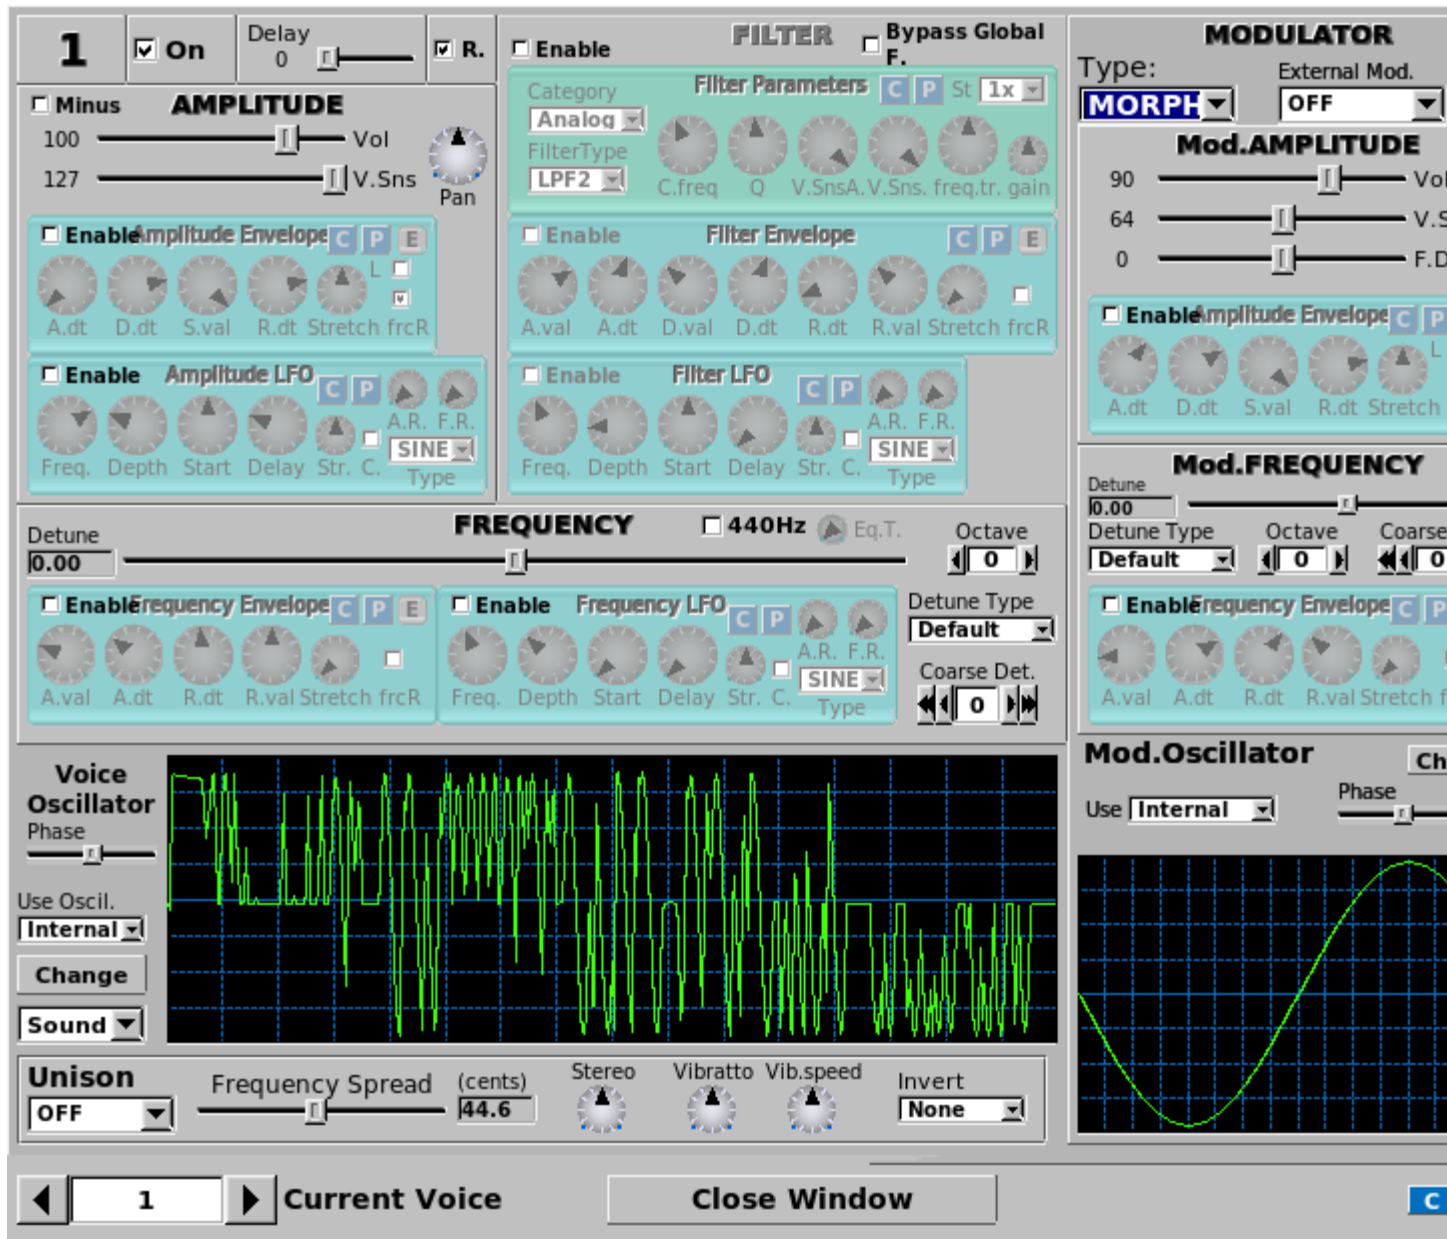 1
On
Delay
0
R.
Minus
AMPLITUDE
100
Vol
127
V.Sns
Pan
Enable
Amplitude Envelope
C
P
E
L
A.dt
D.dt
S.val
R.dt
Stretch
frcR
Enable
Amplitude LFO
C
P
A.R.
F.R.
SINE
Freq.
Depth
Start
Delay
Str.
C.
Type
Enable
FILTER
Bypass Global
F.
Category
Analog
FilterType
LPF2
Filter Parameters
C
P
St
1x
C.freq
Q
V.SnsA.
V.Sns.
freq.tr.
gain
Enable
Filter Envelope
C
P
E
A.val
A.dt
D.val
D.dt
R.dt
R.val
Stretch
frcR
Enable
Filter LFO
C
P
A.R.
F.R.
SINE
Freq.
Depth
Start
Delay
Str.
C.
Type
FREQUENCY
440Hz
Eq.T.
Octave
0
Detune
0.00
Enable
Frequency Envelope
C
P
E
A.val
A.dt
R.dt
R.val
Stretch
frcR
Enable
Frequency LFO
C
P
A.R.
F.R.
SINE
Freq.
Depth
Start
Delay
Str.
C.
Type
Detune Type
Default
Coarse Det.
0
Voice
Oscillator
Phase
Use Oscil.
Internal
Change
Sound
Unison
OFF
Frequency Spread
(cents)
44.6
Stereo
Vibratto
Vib.speed
Invert
None
MODULATOR
Type:
MORPH
External Mod.
OFF
Mod.AMPLITUDE
90
Vol
64
V.S
0
F.D
Enable
Amplitude Envelope
C
P
L
A.dt
D.dt
S.val
R.dt
Stretch
Mod.FREQUENCY
Detune
0.00
Detune Type
Default
Octave
0
Coarse
0
Enable
Frequency Envelope
C
P
A.val
A.dt
R.dt
R.val
Stretch
f
Mod.Oscillator
Ch
Use
Internal
Phase
1
Current Voice
Close Window
C